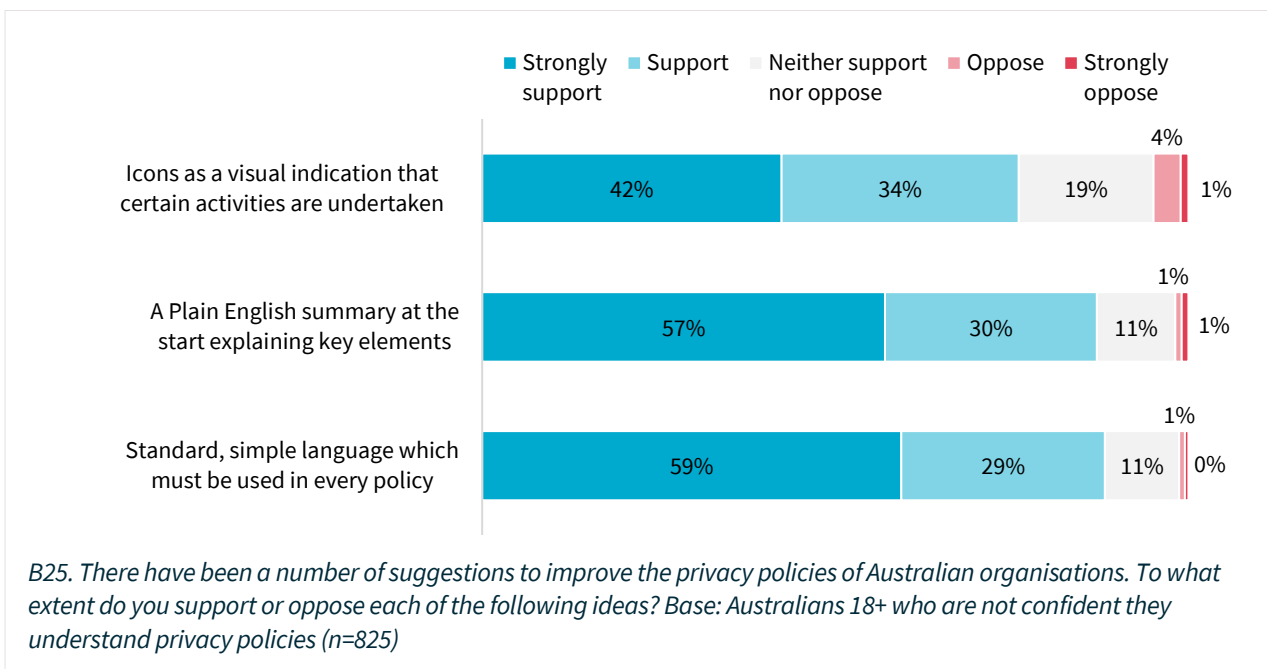 Strongly support
Support
Neither support nor oppose
Oppose
Strongly oppose
4%
Icons as a visual indication that
certain activities are undertaken
42%
34%
19%
1%
1%
A Plain English summary at the
start explaining key elements
57%
30%
11%
1%
1%
Standard, simple language which
must be used in every policy
59%
29%
11%
0%
B25. There have been a number of suggestions to improve the privacy policies of Australian organisations. To what
extent do you support or oppose each of the following ideas? Base: Australians 18+ who are not confident they
understand privacy policies (n=825)